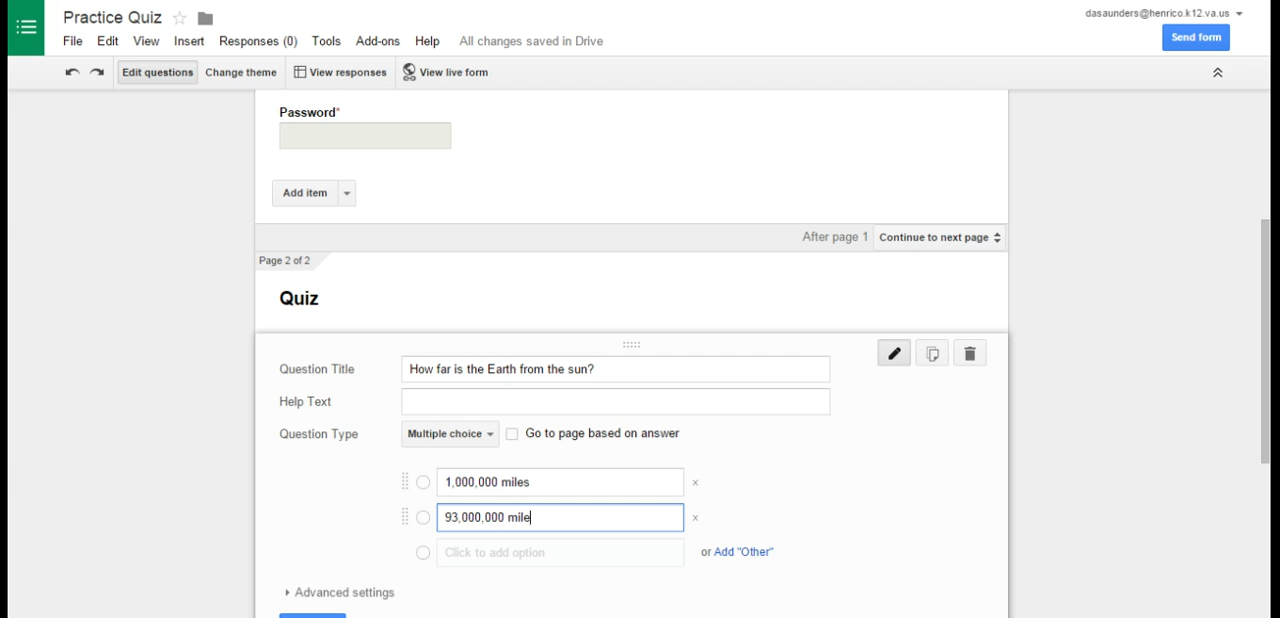 Practice Quiz
dasaunders@henrico.k12.va.us
File Edit View Insert Responses (0) Tools Add-ons Help All changes saved in Drive
Send form
Edit questions Change theme View responses View live form
Password*
Add item
After page 1 Continue to next page
Page 2 of 2
Quiz
Question Title How far is the Earth from the sun?
Help Text
Question Type Multiple choice Go to page based on answer
1,000,000 miles ×
93,000,000 mile ×
Click to add option or Add "Other"
Advanced settings